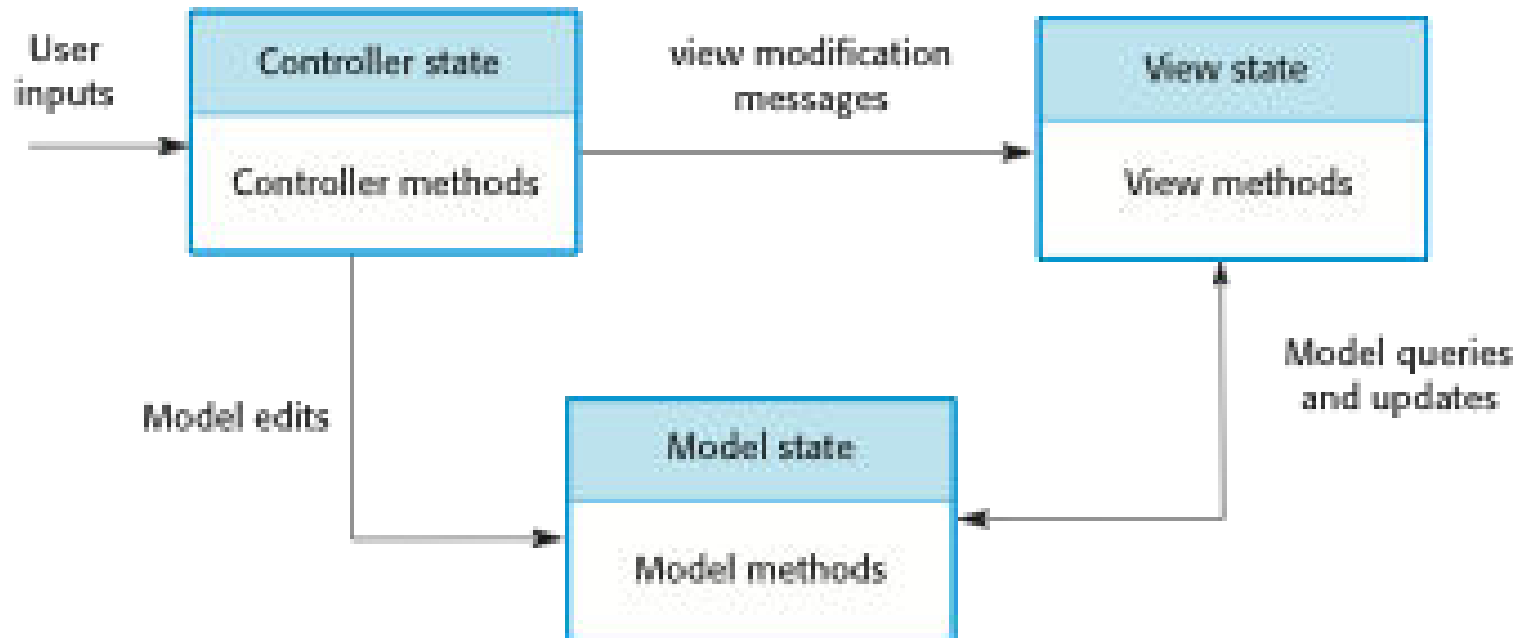 User
inputs
Controller state
Controller methods
view modification
messages
View state
View methods
Model edits
Model state
Model methods
Model queries
and updates